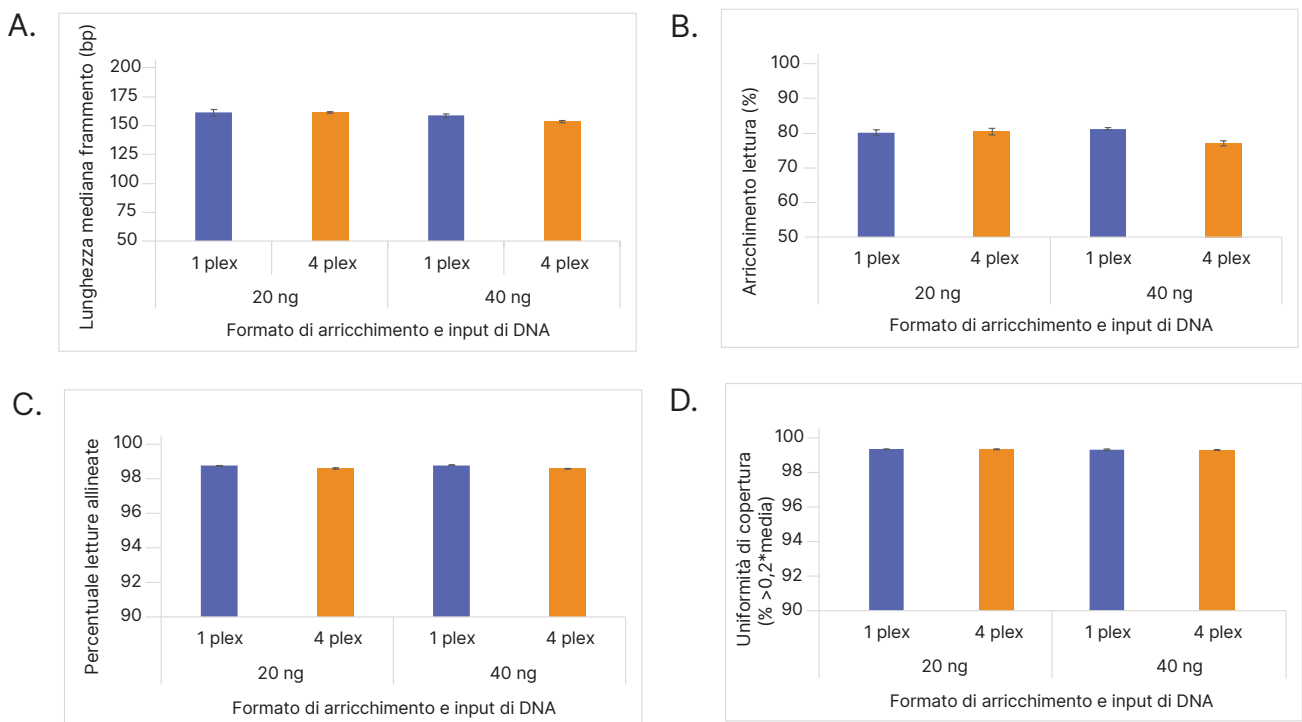 A.
Lunghezza mediana frammento (bp)
200
175
150
125
100
75
50
1 plex 4 plex 1 plex 4 plex
20 ng 40 ng
Formato di arricchimento e input di DNA
B.
Arricchimento lettura (%)
100
90
80
70
60
50
1 plex 4 plex 1 plex 4 plex
20 ng 40 ng
Formato di arricchimento e input di DNA
C.
Percentuale letture allineate
100
98
96
94
92
90
1 plex 4 plex 1 plex 4 plex
20 ng 40 ng
Formato di arricchimento e input di DNA
D.
Uniformità di copertura
(% >0,2*media)
100
98
96
94
92
90
1 plex 4 plex 1 plex 4 plex
20 ng 40 ng
Formato di arricchimento e input di DNA